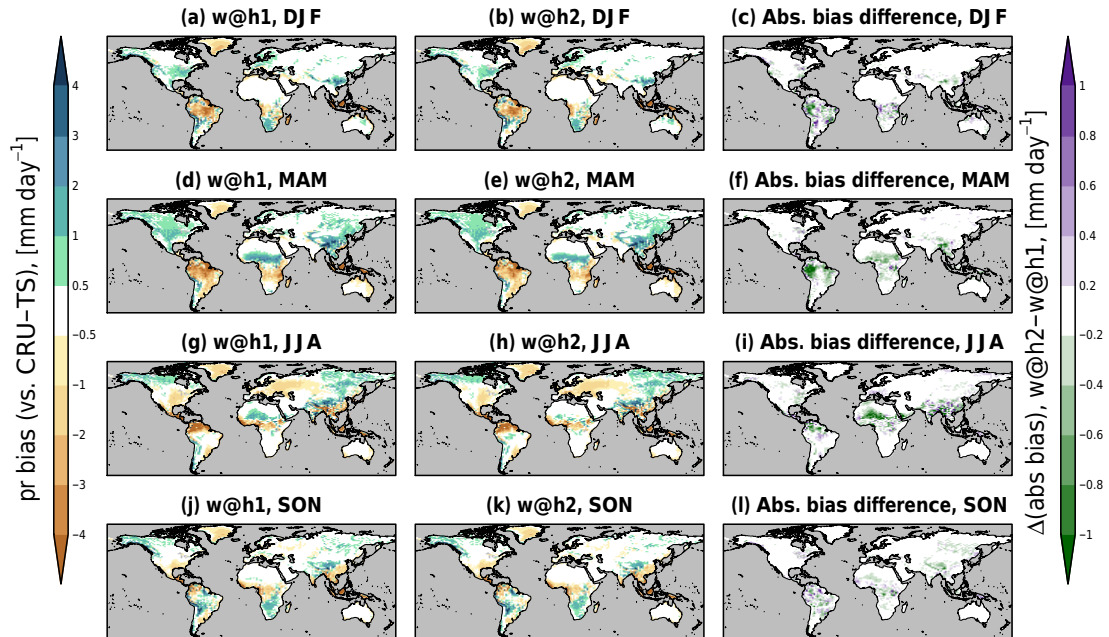 (a) w@h1, DJF
(b) w@h2, DJF
(c) Abs. bias difference, DJF
(d) w@h1, MAM
(e) w@h2, MAM
(f) Abs. bias difference, MAM
(g) w@h1, JJA
(h) w@h2, JJA
(i) Abs. bias difference, JJA
(j) w@h1, SON
(k) w@h2, SON
(l) Abs. bias difference, SON
pr bias (vs. CRU−TS), [mm day⁻¹]
4
3
2
1
0.5
−0.5
−1
−2
−3
−4
Δ(abs bias), w@h2−w@h1, [mm day⁻¹]
1
0.8
0.6
0.4
0.2
−0.2
−0.4
−0.6
−0.8
−1